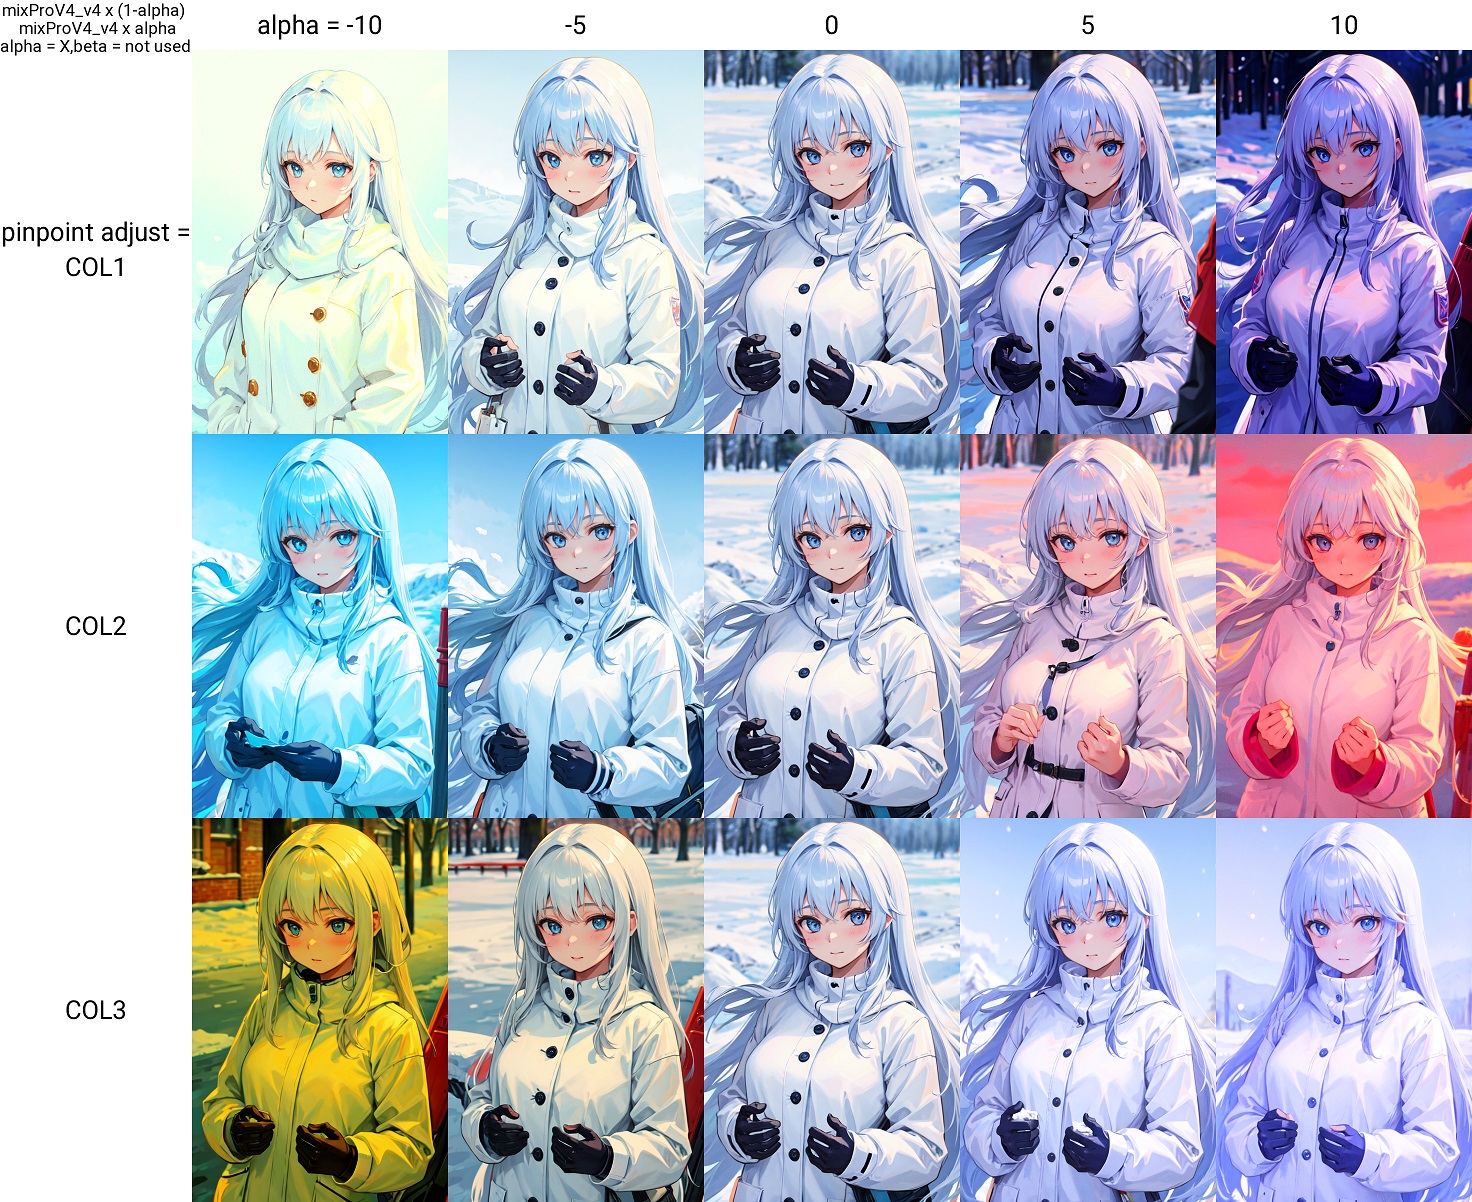 mixProV4_v4 x (1-alpha)
mixProV4_v4 x alpha
alpha = X,beta = not used
alpha = -10
-5
0
5
10
pinpoint adjust =
COL1
COL2
COL3